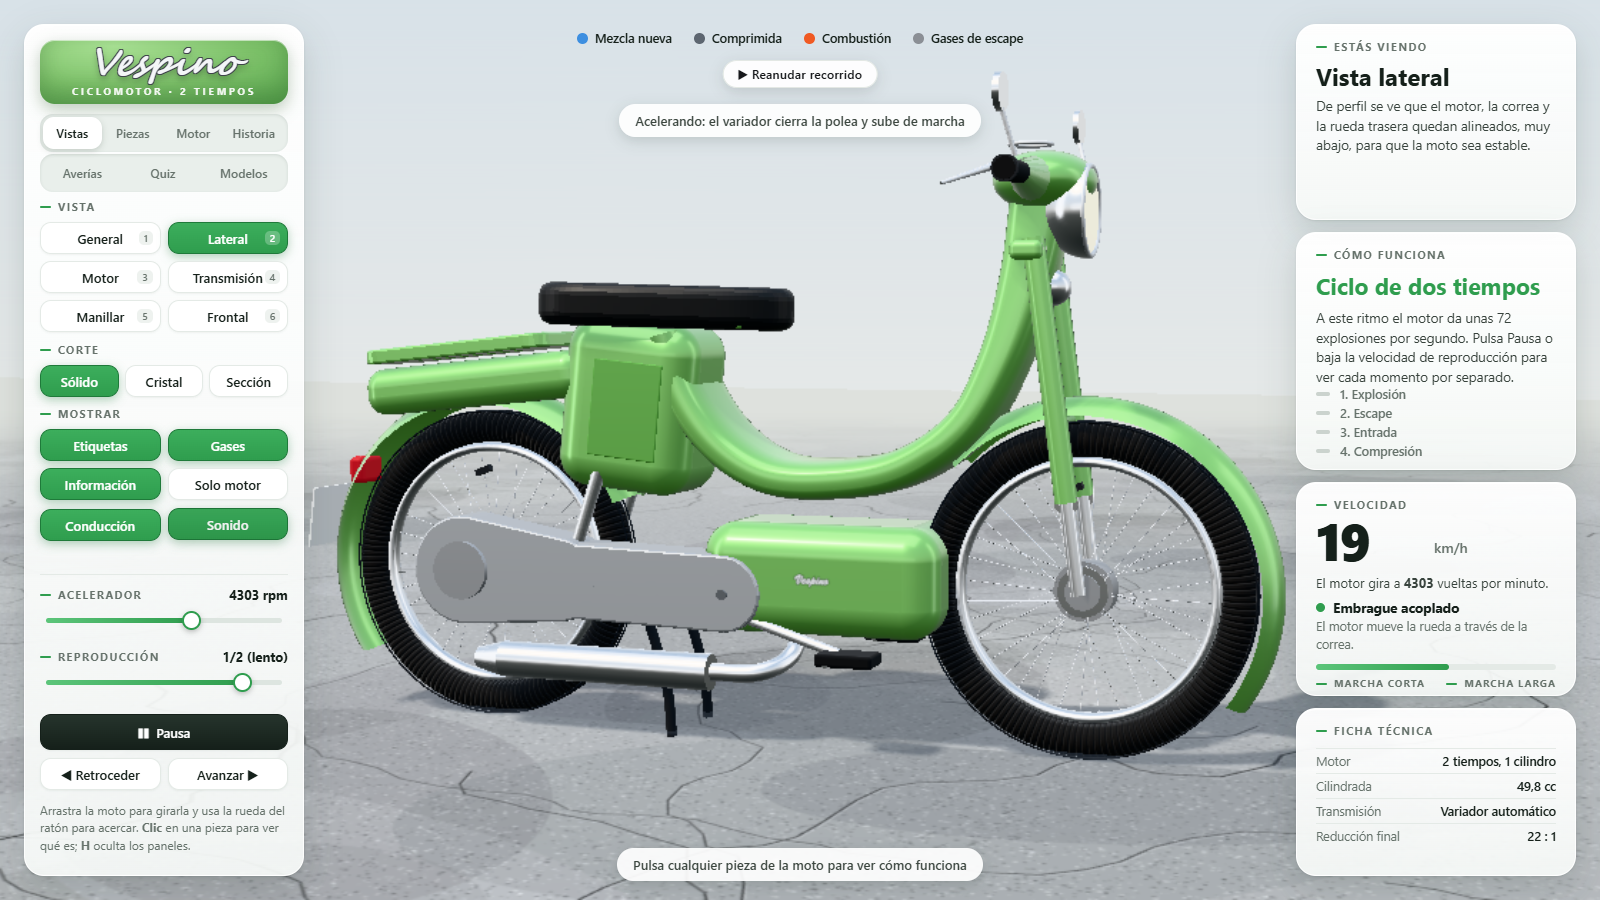 Vespino
CICLOMOTOR · 2 TIEMPOS
Vistas Piezas Motor Historia
Averías Quiz Modelos
VISTA
General 1 Lateral 2
Motor 3 Transmisión 4
Manillar 5 Frontal 6
CORTE
Sólido Cristal Sección
MOSTRAR
Etiquetas Gases
Información Solo motor
Conducción Sonido
ACELERADOR 4303 rpm
REPRODUCCIÓN 1/2 (lento)
Pausa
◀ Retroceder Avanzar ▶
Arrastra la moto para girarla y usa la rueda del
ratón para acercar. Clic en una pieza para ver
qué es; H oculta los paneles.
Mezcla nueva Comprimida Combustión Gases de escape
▶ Reanudar recorrido
Acelerando: el variador cierra la polea y sube de marcha
Vespino
Pulsa cualquier pieza de la moto para ver cómo funciona
ESTÁS VIENDO
Vista lateral
De perfil se ve que el motor, la correa y
la rueda trasera quedan alineados, muy
abajo, para que la moto sea estable.
CÓMO FUNCIONA
Ciclo de dos tiempos
A este ritmo el motor da unas 72
explosiones por segundo. Pulsa Pausa o
baja la velocidad de reproducción para
ver cada momento por separado.
1. Explosión
2. Escape
3. Entrada
4. Compresión
VELOCIDAD
19 km/h
El motor gira a 4303 vueltas por minuto.
Embrague acoplado
El motor mueve la rueda a través de la
correa.
MARCHA CORTA MARCHA LARGA
FICHA TÉCNICA
Motor 2 tiempos, 1 cilindro
Cilindrada 49,8 cc
Transmisión Variador automático
Reducción final 22 : 1